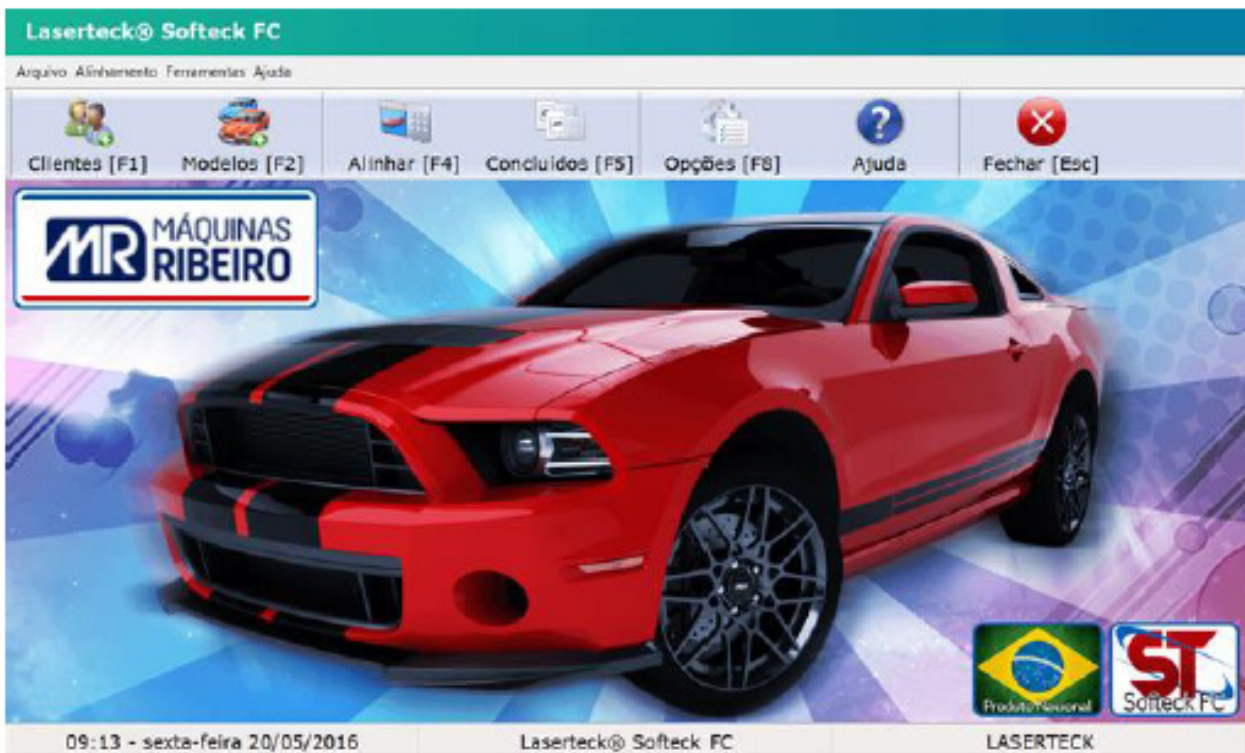 Laserteck® Softeck FC
Arquivo Alinhamento Ferramentas Ajuda
Clientes [F1] Modelos [F2] Alinhar [F4] Concluidos [F5] Opções [F8] Ajuda Fechar [Esc]
MR MÁQUINAS
RIBEIRO
ST
Produto Nacional Softeck FC
09:13 - sexta-feira 20/05/2016 Laserteck® Softeck FC LASERTECK